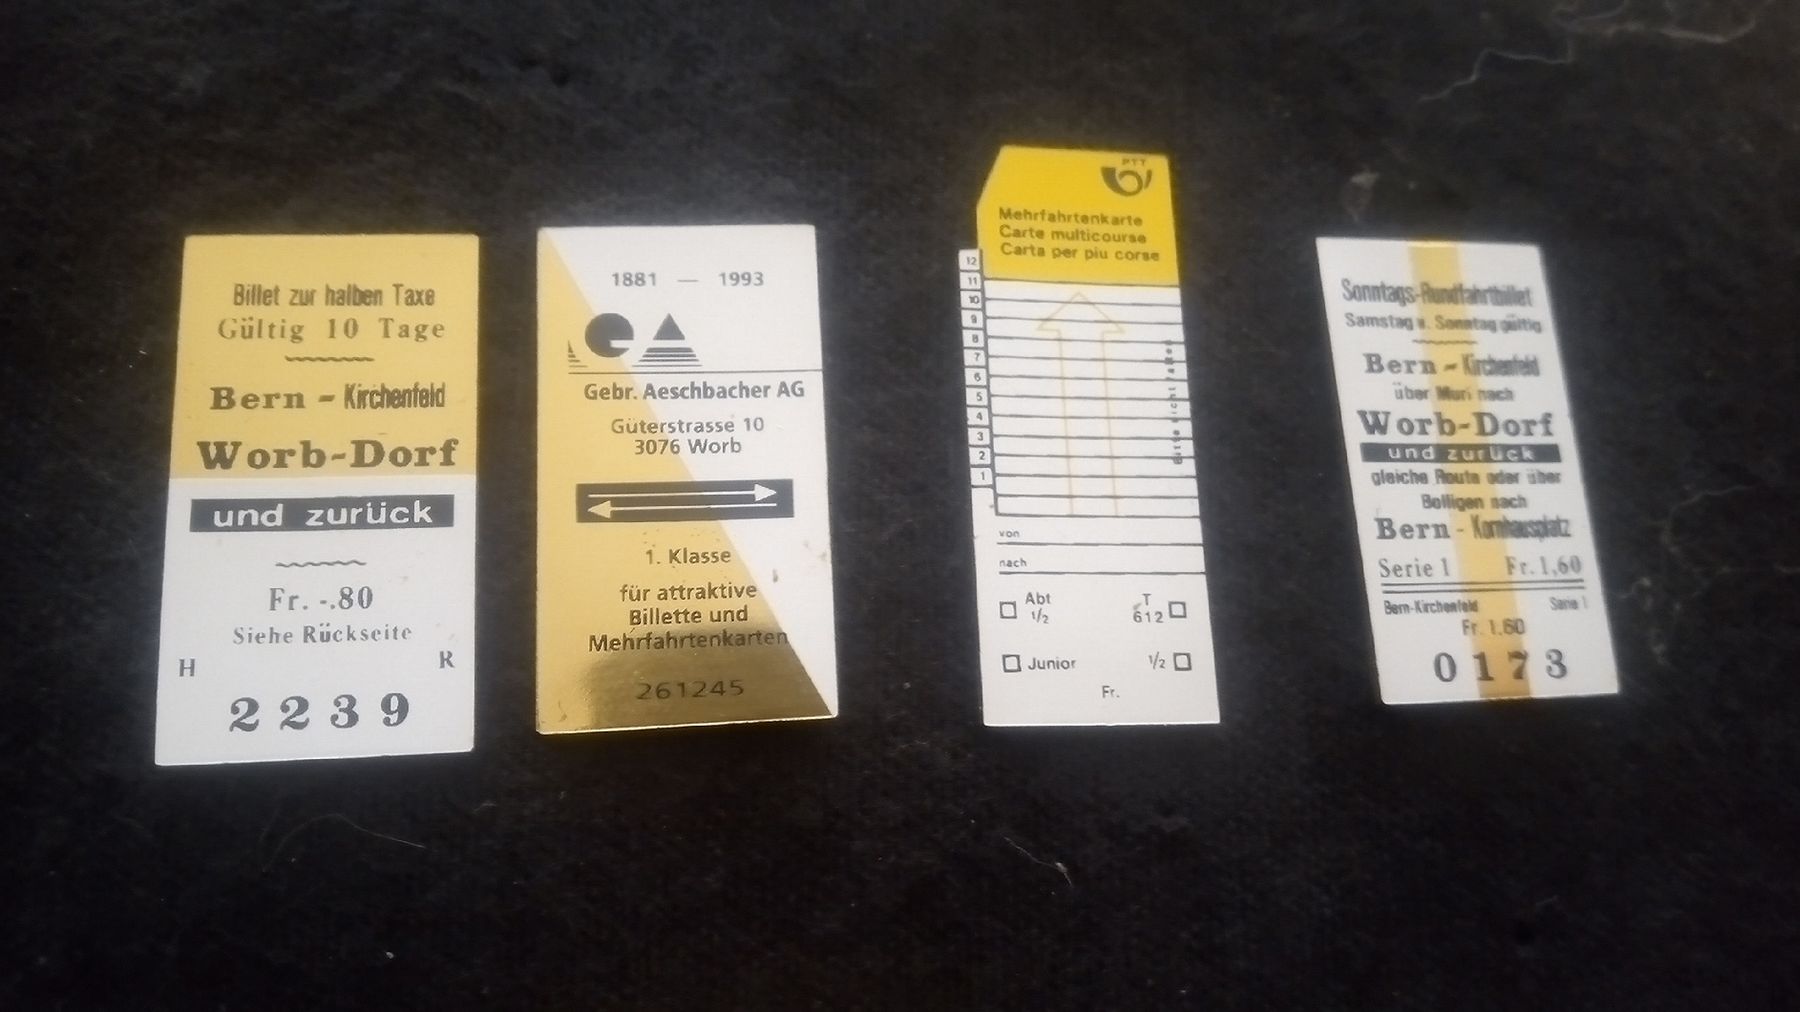 Billet zur halben Taxe
Gültig 10 Tage
Bern - Kirchenfeld
Worb-Dorf
und zurück
Fr. -.80
Siehe Rückseite
H R
2239
1881 — 1993
Gebr. Aeschbacher AG
Güterstrasse 10
3076 Worb
1. Klasse
für attraktive
Billette und
Mehrfahrtenkarten
261245
PTT
Mehrfahrtenkarte
Carte multicourse
Carta per piu corse
12
11
10
9
8
7
6
5
4
3
2
1
Bitte nicht falten
von
nach
Abt 1/2
T 612
Junior
1/2
Fr.
Sonntags-Rundfahrtbillet
Samstag u. Sonntag gültig
Bern - Kirchenfeld
über Muri nach
Worb-Dorf
und zurück
gleiche Route oder über
Bolligen nach
Bern - Kornhausplatz
Serie 1 Fr. 1,60
Bern-Kirchenfeld Serie 1
Fr. 1.60
0173